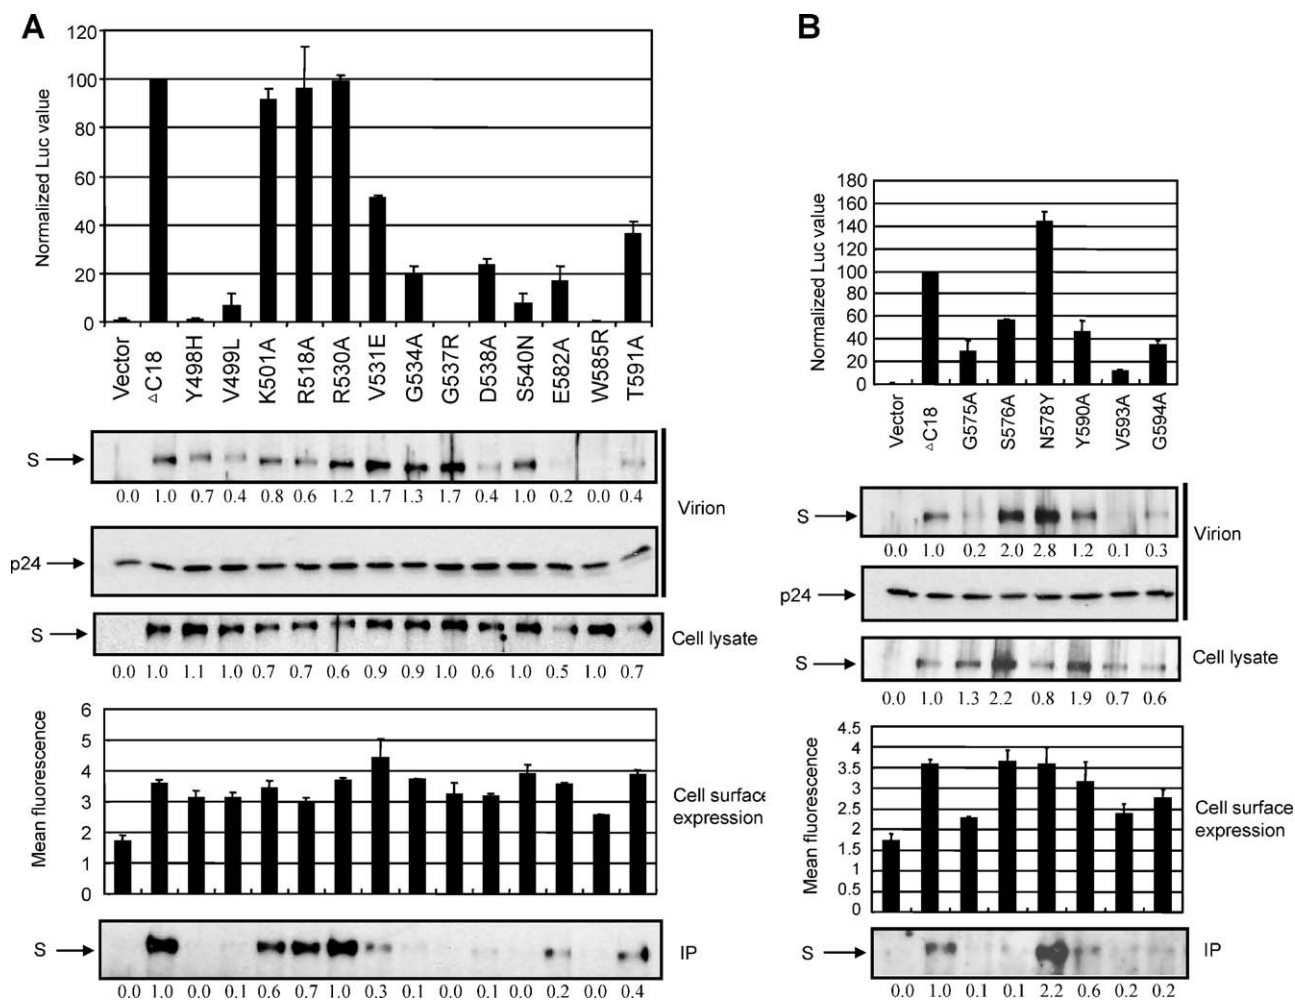 A
120
100
80
60
40
20
0
Normalized Luc value
Vector
△C18
Y498H
V499L
K501A
R518A
R530A
V531E
G534A
G537R
D538A
S540N
E582A
W585R
T591A
S
0.0 1.0 0.7 0.4 0.8 0.6 1.2 1.7 1.3 1.7 0.4 1.0 0.2 0.0 0.4
Virion
p24
S
Cell lysate
0.0 1.0 1.1 1.0 0.7 0.7 0.6 0.9 0.9 1.0 0.6 1.0 0.5 1.0 0.7
6
5
4
3
2
1
0
Mean fluorescence
Cell surface
expression
S
IP
0.0 1.0 0.0 0.1 0.6 0.7 1.0 0.3 0.1 0.0 0.1 0.0 0.2 0.0 0.4
B
180
160
140
120
100
80
60
40
20
0
Normalized Luc value
Vector
△C18
G575A
S576A
N578Y
Y590A
V593A
G594A
S
0.0 1.0 0.2 2.0 2.8 1.2 0.1 0.3
Virion
p24
S
Cell lysate
0.0 1.0 1.3 2.2 0.8 1.9 0.7 0.6
4.5
4
3.5
3
2.5
2
1.5
1
0.5
0
Mean fluorescence
Cell surface
expression
S
IP
0.0 1.0 0.1 0.1 2.2 0.6 0.2 0.2